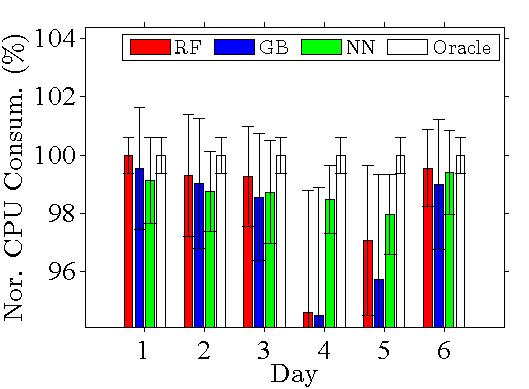 104
RF GB NN Oracle
102
100
98
96
Nor. CPU Consum. (%)
1 2 3 4 5 6
Day